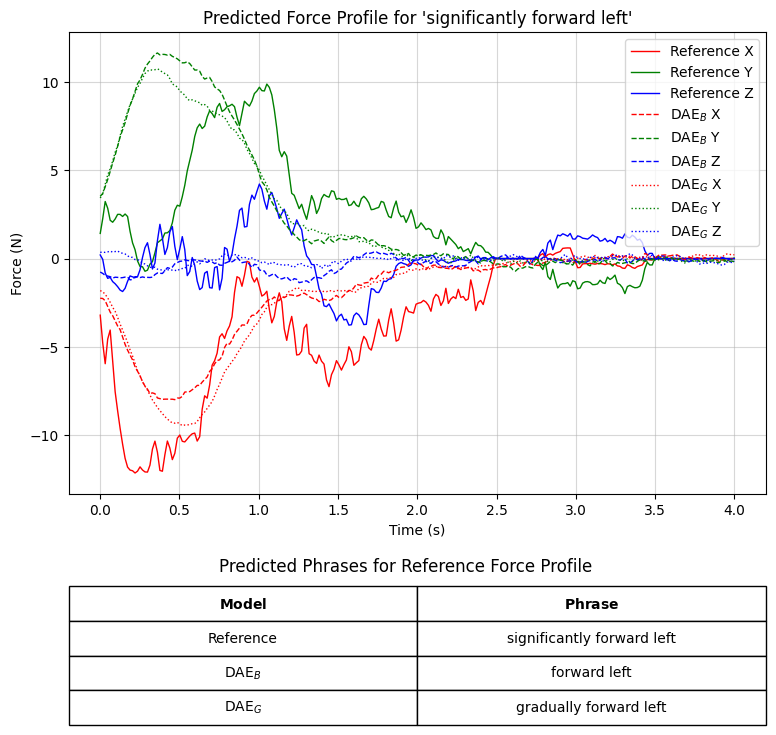 Predicted Force Profile for 'significantly forward left'
Force (N)
10
5
0
−5
−10
0.0 0.5 1.0 1.5 2.0 2.5 3.0 3.5 4.0
Time (s)
Reference X
Reference Y
Reference Z
DAE_B X
DAE_B Y
DAE_B Z
DAE_G X
DAE_G Y
DAE_G Z
Predicted Phrases for Reference Force Profile
Model Phrase
Reference significantly forward left
DAE_B forward left
DAE_G gradually forward left